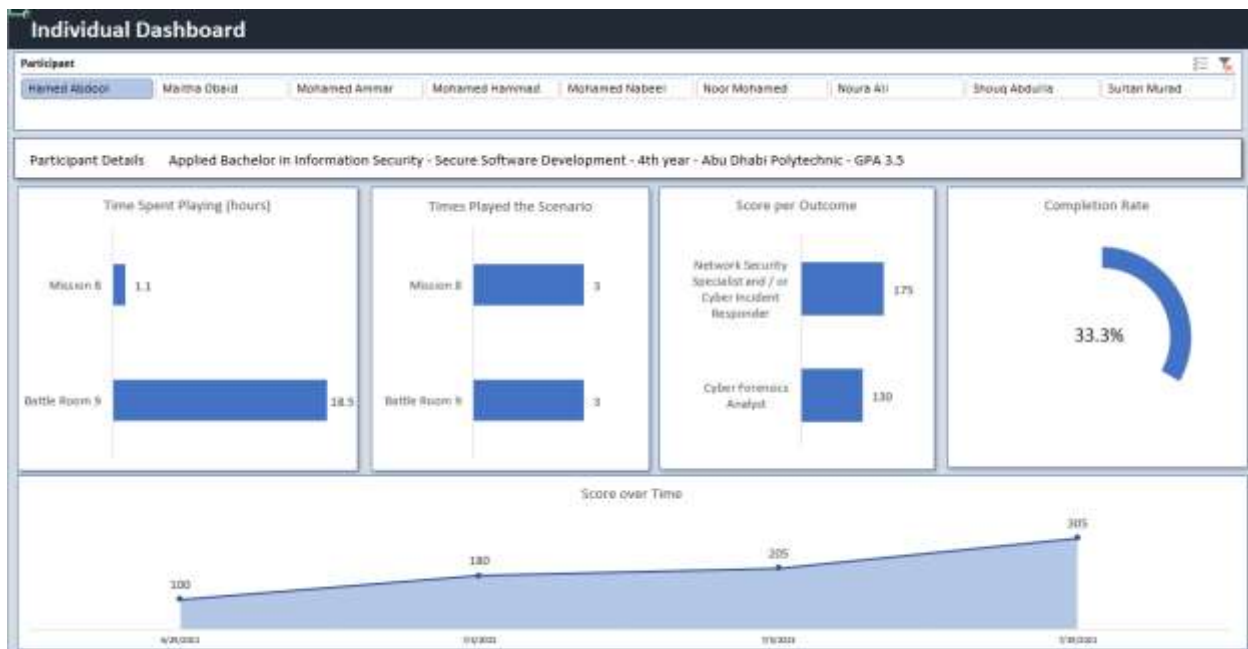 Individual Dashboard
Participant
Hamed Abdool
Maitha Obaid
Mohamed Ammar
Mohamed Hammad
Mohamed Nabeel
Noor Mohamed
Noura Ali
Shouq Abdulla
Sultan Murad
Participant Details Applied Bachelor in Information Security - Secure Software Development - 4th year - Abu Dhabi Polytechnic - GPA 3.5
Time Spent Playing (hours)
Mission 8
1.1
Battle Room 9
18.5
Times Played the Scenario
Mission 8
3
Battle Room 9
3
Score per Outcome
Network Security
Specialist and / or
Cyber Incident
Responder
175
Cyber Forensics
Analyst
130
Completion Rate
33.3%
Score over Time
100
180
205
305